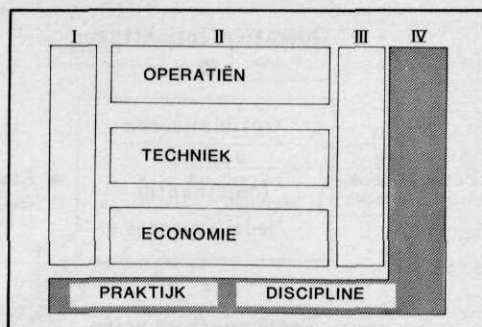 I II III IV
OPERATIËN
TECHNIEK
ECONOMIE
PRAKTIJK DISCIPLINE